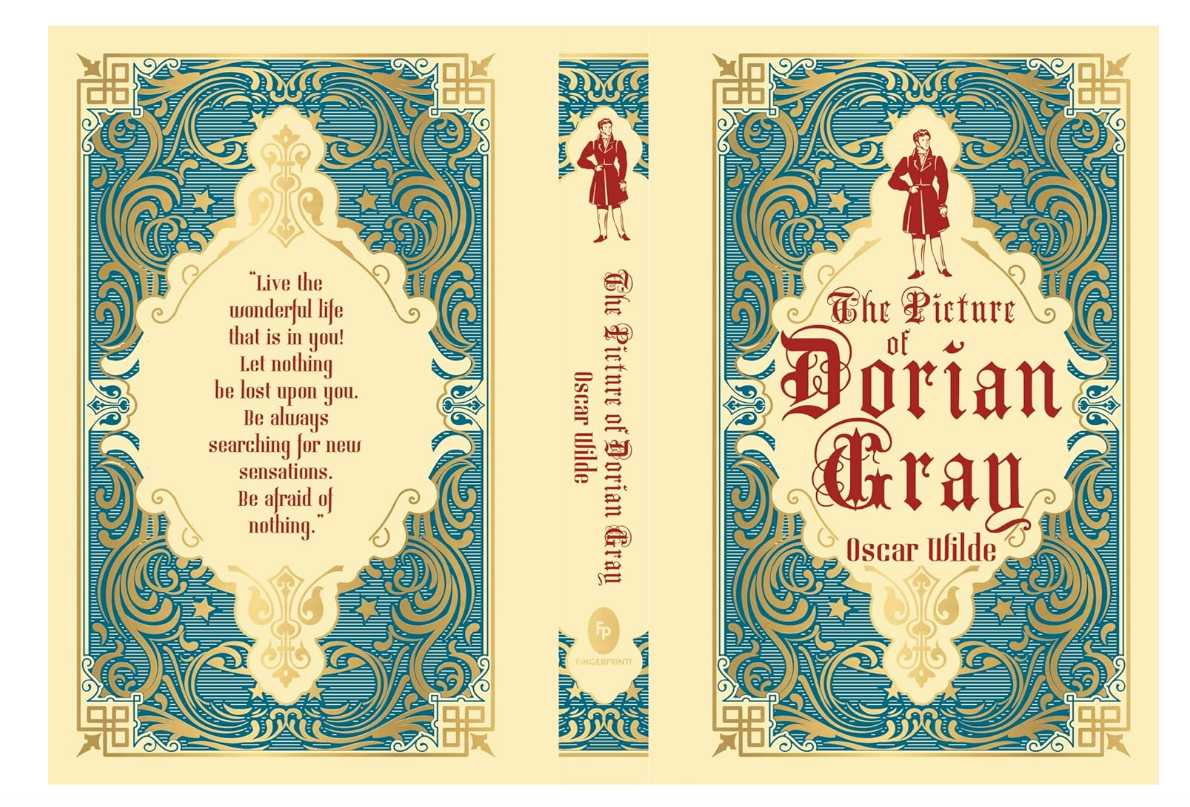 “Live the
wonderful life
that is in you!
Let nothing
be lost upon you.
Be always
searching for new
sensations.
Be afraid of
nothing.”
The Picture of Dorian Gray
Oscar Wilde
FP
FiNGERPRINT!
The Picture
of
Dorian
Gray
Oscar Wilde